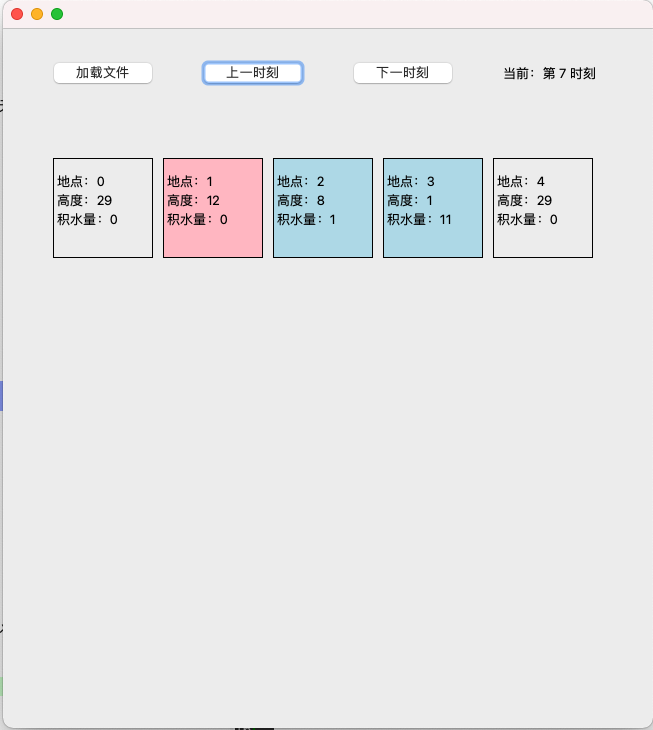 加载文件 上一时刻 下一时刻 当前：第 7 时刻
地点：0
高度：29
积水量：0
地点：1
高度：12
积水量：0
地点：2
高度：8
积水量：1
地点：3
高度：1
积水量：11
地点：4
高度：29
积水量：0